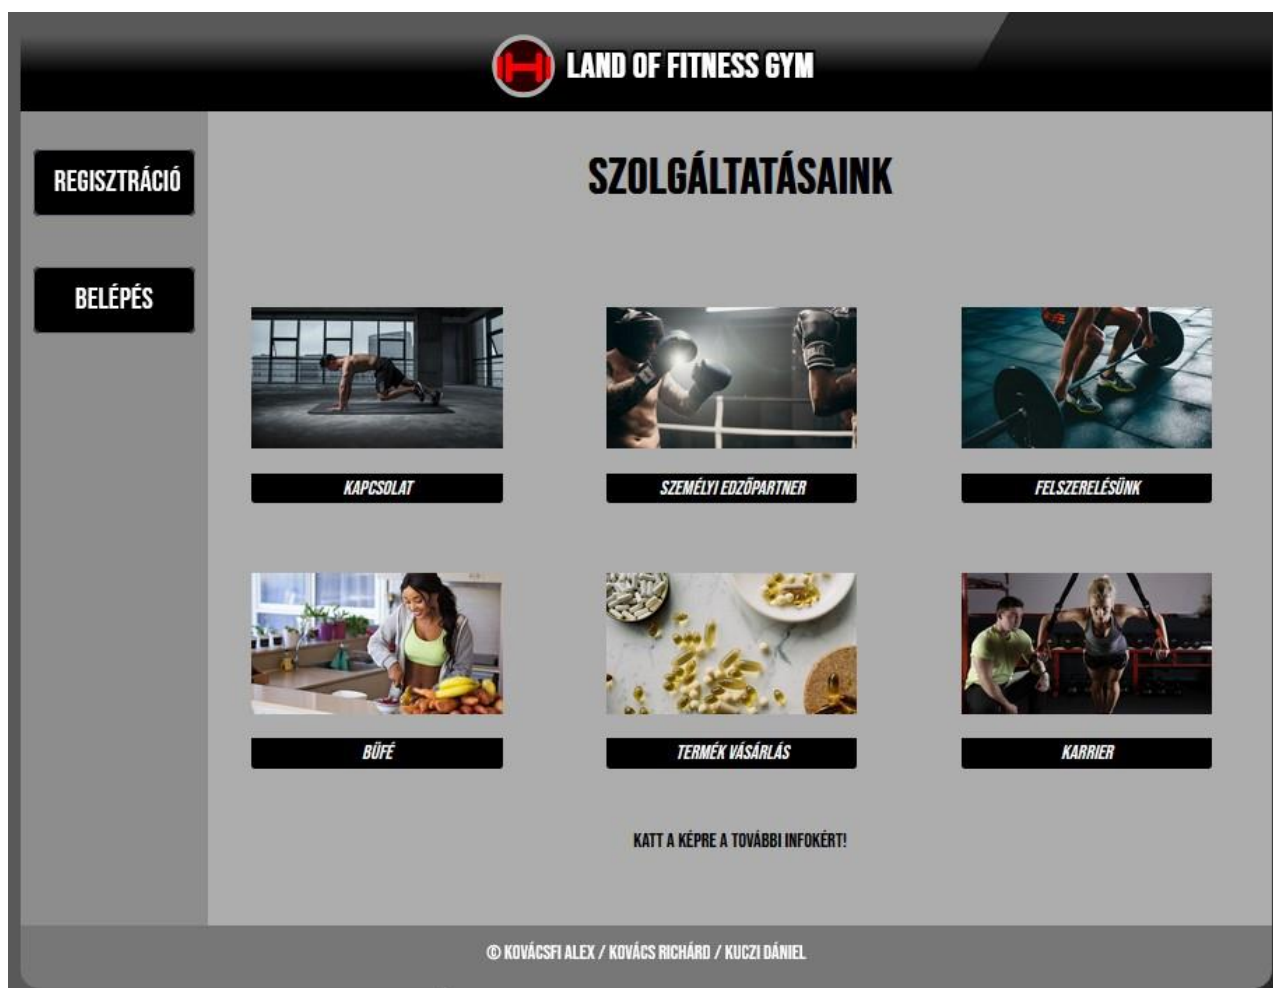 LAND OF FITNESS GYM
REGISZTRÁCIÓ
BELÉPÉS
SZOLGÁLTATÁSAINK
KAPCSOLAT
SZEMÉLYI EDZŐPARTNER
FELSZERELÉSÜNK
BÜFÉ
TERMÉK VÁSÁRLÁS
KARRIER
KATT A KÉPRE A TOVÁBBI INFOKÉRT!
© KOVÁCSFI ALEX / KOVÁCS RICHÁRD / KUCZI DÁNIEL